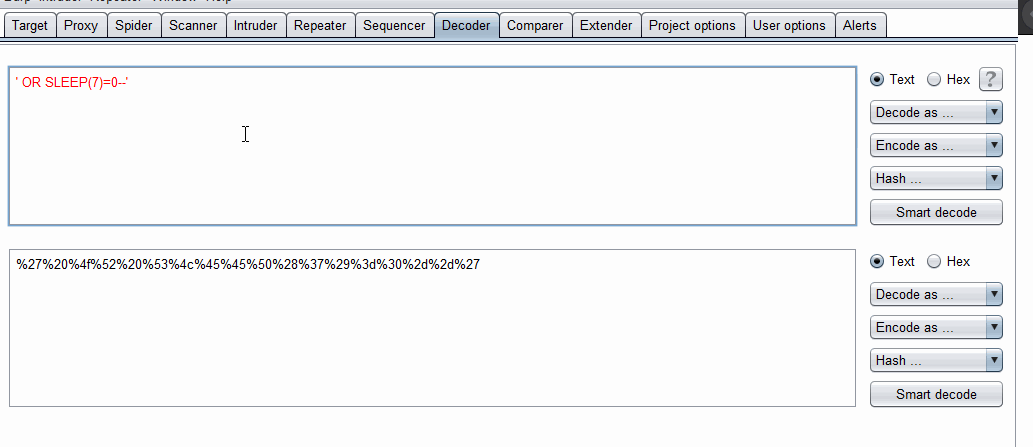 Target Proxy Spider Scanner Intruder Repeater Sequencer Decoder Comparer Extender Project options User options Alerts
' OR SLEEP(7)=0--'
Text Hex ?
Decode as ...
Encode as ...
Hash ...
Smart decode
%27%20%4f%52%20%53%4c%45%45%50%28%37%29%3d%30%2d%2d%27
Text Hex
Decode as ...
Encode as ...
Hash ...
Smart decode